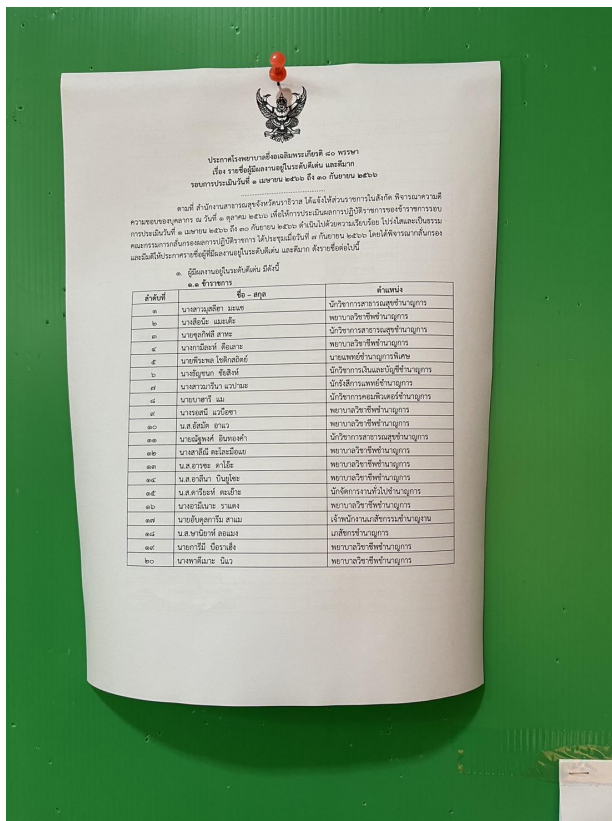 ประกาศโรงพยาบาลยี่งอเฉลิมพระเกียรติ ๘๐ พรรษา
เรื่อง รายชื่อผู้มีผลงานอยู่ในระดับดีเด่น และดีมาก
รอบการประเมินวันที่ ๑ เมษายน ๒๕๖๖ ถึง ๓๐ กันยายน ๒๕๖๖
ตามที่ สำนักงานสาธารณสุขจังหวัดนราธิวาส ได้แจ้งให้ส่วนราชการในสังกัด พิจารณาความดี
ความชอบของบุคลากร ณ วันที่ ๑ ตุลาคม ๒๕๖๖ เพื่อให้การประเมินผลการปฏิบัติราชการของข้าราชการรอบ
การประเมินวันที่ ๑ เมษายน ๒๕๖๖ ถึง ๓๐ กันยายน ๒๕๖๖ ดำเนินไปด้วยความเรียบร้อย โปร่งใสและเป็นธรรม
คณะกรรมการกลั่นกรองผลการปฏิบัติราชการ ได้ประชุมเมื่อวันที่ ๗ กันยายน ๒๕๖๖ โดยได้พิจารณากลั่นกรอง
และมีมติให้ประกาศรายชื่อผู้ที่มีผลงานอยู่ในระดับดีเด่น และดีมาก ดังรายชื่อต่อไปนี้
๑. ผู้มีผลงานอยู่ในระดับดีเด่น มีดังนี้
๑.๑ ข้าราชการ
ลำดับที่ ชื่อ – สกุล ตำแหน่ง
๑ นางสาวมุสลีฮา มะแซ นักวิชาการสาธารณสุขชำนาญการ
๒ นางสือนิะ แมะเต๊ะ พยาบาลวิชาชีพชำนาญการ
๓ นายซุลกิฟลี สาทะ นักวิชาการสาธารณสุขชำนาญการ
๔ นางกามีละห์ ดือเลาะ พยาบาลวิชาชีพชำนาญการ
๕ นายพีระพล โชติกสถิตย์ นายแพทย์ชำนาญการพิเศษ
๖ นางธัญชนก ชัยสิงห์ นักวิชาการเงินและบัญชีชำนาญการ
๗ นางสาวมารีนา แวปามะ นักรังสีการแพทย์ชำนาญการ
๘ นายบาฮารี แม นักวิชาการคอมพิวเตอร์ชำนาญการ
๙ นางรอสนี แวบือซา พยาบาลวิชาชีพชำนาญการ
๑๐ น.ส.อัสมัต อาแว พยาบาลวิชาชีพชำนาญการ
๑๑ นายณัฐพงศ์ อินทองคำ นักวิชาการสาธารณสุขชำนาญการ
๑๒ นางสาลีณี ตะโละมือแย พยาบาลวิชาชีพชำนาญการ
๑๓ น.ส.อารซะ ดาโอ๊ะ พยาบาลวิชาชีพชำนาญการ
๑๔ น.ส.อาลีนา บินยูโซะ พยาบาลวิชาชีพชำนาญการ
๑๕ น.ส.ดารียะห์ ตะเย๊าะ นักจัดการงานทั่วไปชำนาญการ
๑๖ นางอามีเนาะ ราแดง พยาบาลวิชาชีพชำนาญการ
๑๗ นายอับดุลการีม สาแม เจ้าพนักงานเภสัชกรรมชำนาญงาน
๑๘ น.ส.ษานิยาห์ ลอแมง เภสัชกรชำนาญการ
๑๙ นายการีมี บือราเฮ็ง พยาบาลวิชาชีพชำนาญการ
๒๐ นางพาตีเมาะ นิแว พยาบาลวิชาชีพชำนาญการ